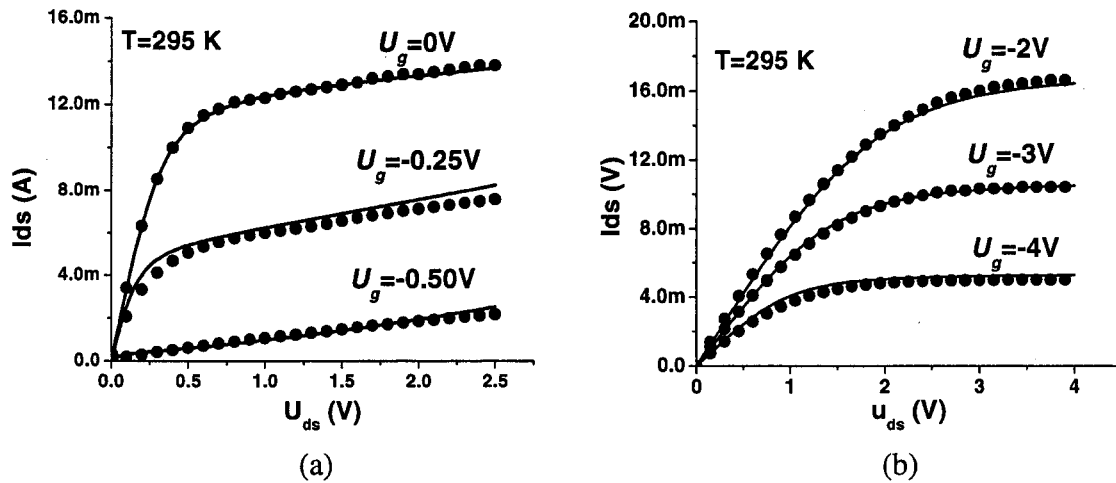 T=295 K
U_g=0V
U_g=-0.25V
U_g=-0.50V
16.0m
12.0m
8.0m
4.0m
0.0
Ids (A)
0.0 0.5 1.0 1.5 2.0 2.5
U_ds (V)
(a)
T=295 K
U_g=-2V
U_g=-3V
U_g=-4V
20.0m
16.0m
12.0m
8.0m
4.0m
0.0
Ids (V)
0 1 2 3 4
u_ds (V)
(b)